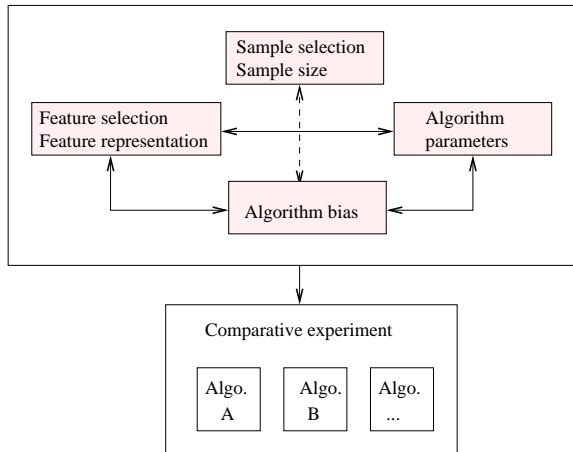 Sample selection
Sample size
Feature selection
Feature representation
Algorithm
parameters
Algorithm bias
Comparative experiment
Algo.
A
Algo.
B
Algo.
...